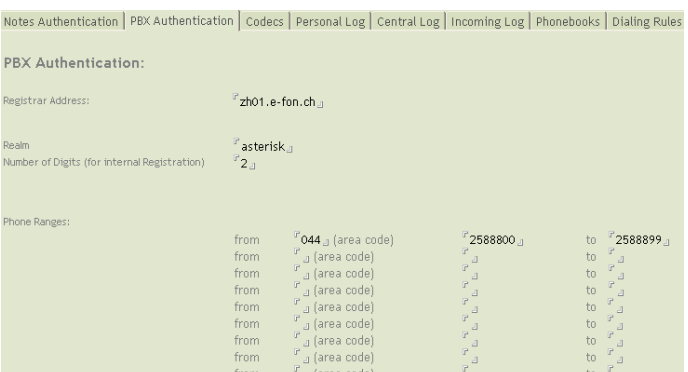 Notes Authentication PBX Authentication Codecs Personal Log Central Log Incoming Log Phonebooks Dialing Rules
PBX Authentication:
Registrar Address: zh01.e-fon.ch
Realm asterisk
Number of Digits (for internal Registration) 2
Phone Ranges:
from 044 (area code) 2588800 to 2588899
from (area code) to
from (area code) to
from (area code) to
from (area code) to
from (area code) to
from (area code) to
from (area code) to